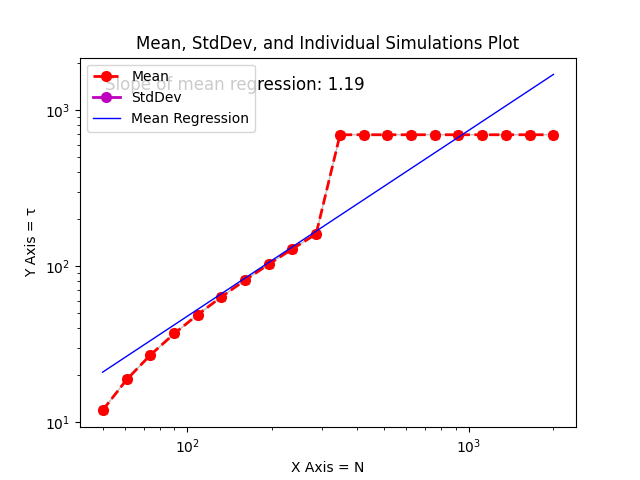 Mean, StdDev, and Individual Simulations Plot
Slope of mean regression: 1.19
Mean
StdDev
Mean Regression
10³
10²
10¹
Y Axis = τ
10²
10³
X Axis = N